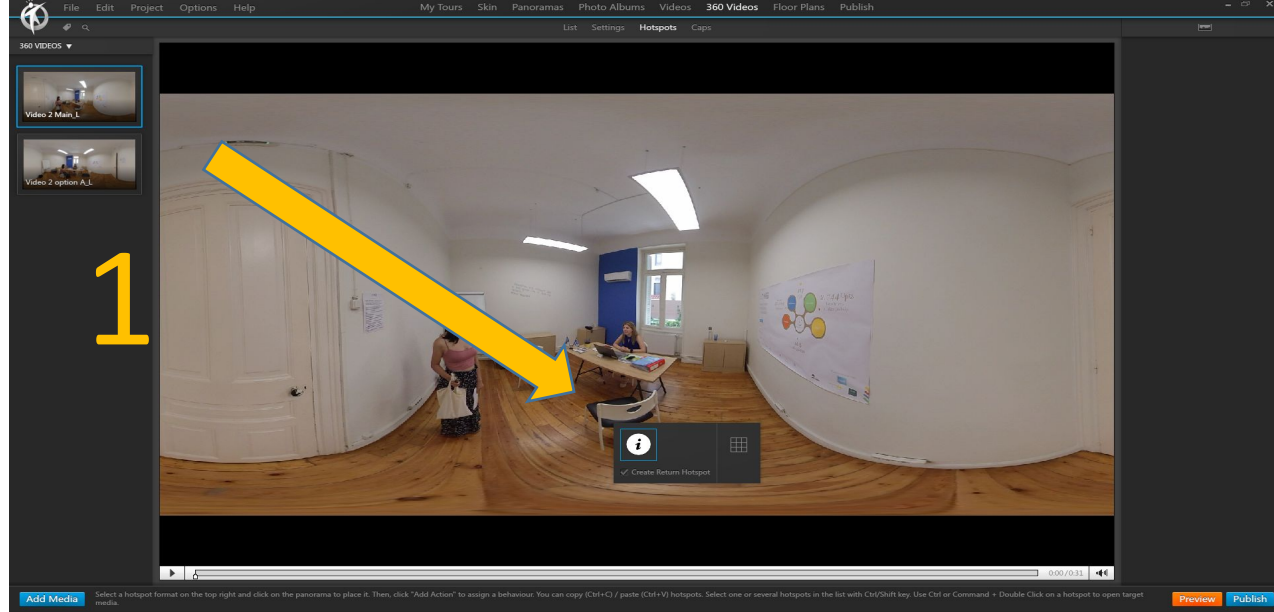 File Edit Project Options Help My Tours Skin Panoramas Photo Albums Videos 360 Videos Floor Plans Publish
List Settings Hotspots Caps
360 VIDEOS ▼
Video 2 Main_L
Video 2 option A_L
1
i
✓ Create Return Hotspot
0:00 / 0:31
Add Media Select a hotspot format on the top right and click on the panorama to place it. Then, click "Add Action" to assign a behaviour. You can copy (Ctrl+C) / paste (Ctrl+V) hotspots. Select one or several hotspots in the list with Ctrl/Shift key. Use Ctrl or Command + Double Click on a hotspot to open target Preview Publish
media.